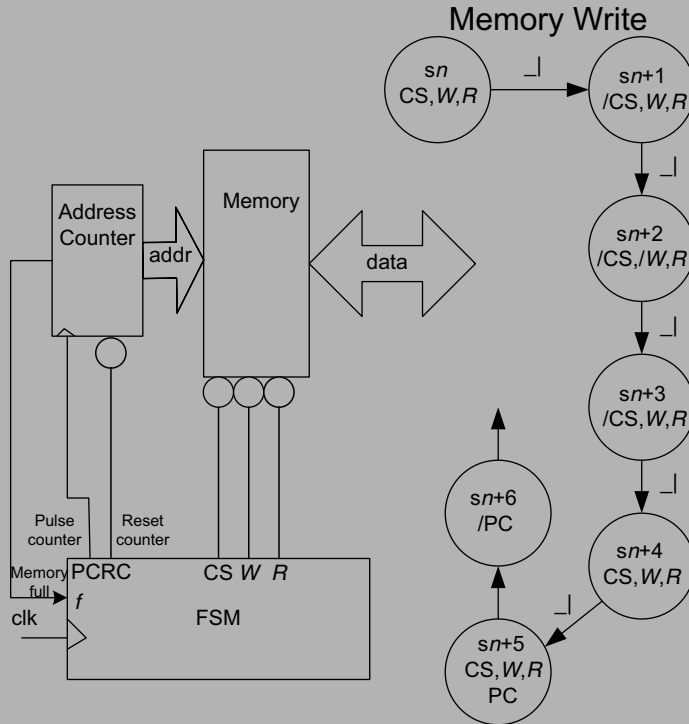 Memory Write
sn
CS,W,R
_|
sn+1
/CS,W,R
_|
sn+2
/CS,/W,R
_|
sn+3
/CS,W,R
_|
sn+4
CS,W,R
_|
sn+5
CS,W,R
PC
sn+6
/PC
Address
Counter
addr
Memory
data
Pulse
counter
Reset
counter
Memory
full
PCRC
CS W R
f
clk
FSM